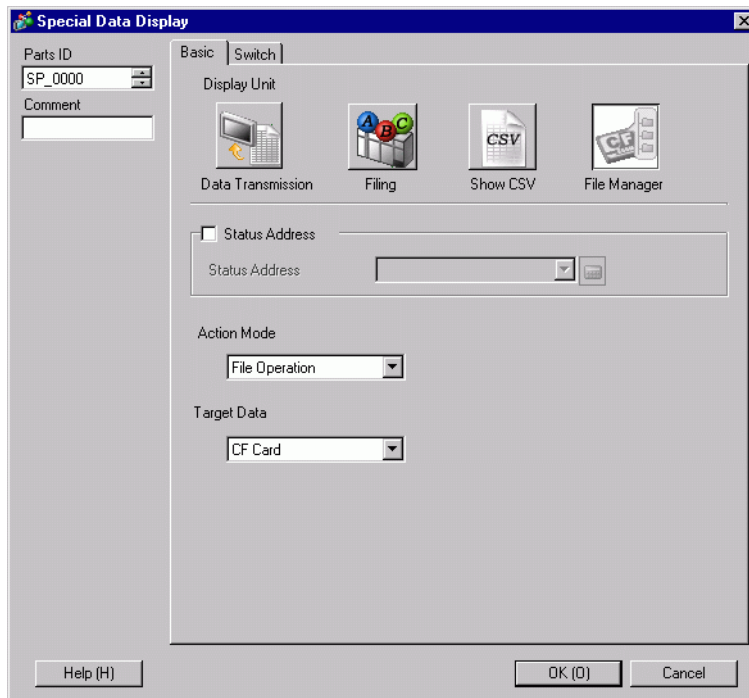 Special Data Display
Parts ID
SP_0000
Comment
Basic
Switch
Display Unit
A B C
CSV
CF
Data Transmission
Filing
Show CSV
File Manager
Status Address
Status Address
Action Mode
File Operation
Target Data
CF Card
Help (H)
OK (O)
Cancel